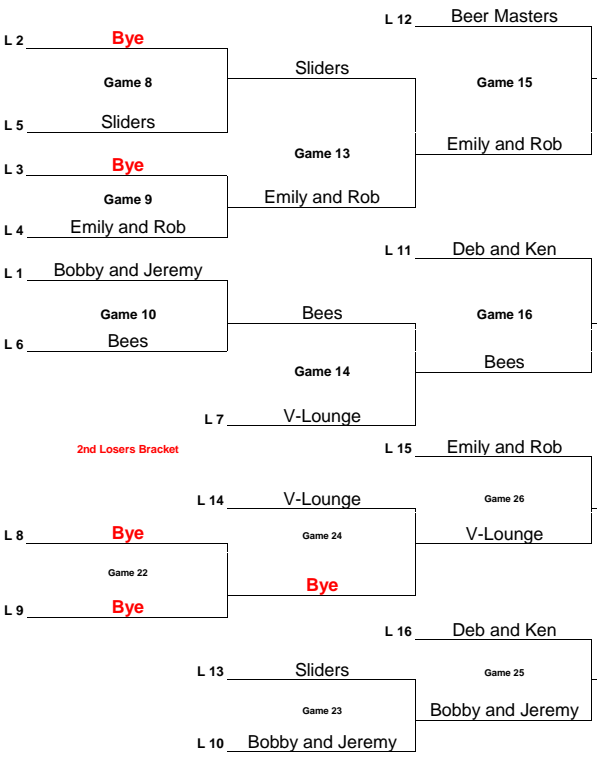 L 12 Beer Masters
L 2 Bye
Sliders
Game 8
Game 15
L 5 Sliders
Emily and Rob
Game 13
L 3 Bye
Game 9
Emily and Rob
L 4 Emily and Rob
L 11 Deb and Ken
L 1 Bobby and Jeremy
Bees
Game 10
Game 16
L 6 Bees
Bees
Game 14
L 7 V-Lounge
2nd Losers Bracket
L 15 Emily and Rob
L 14 V-Lounge
Game 26
L 8 Bye
Game 24
V-Lounge
Game 22
Bye
L 9 Bye
L 16 Deb and Ken
L 13 Sliders
Game 25
Game 23
Bobby and Jeremy
L 10 Bobby and Jeremy